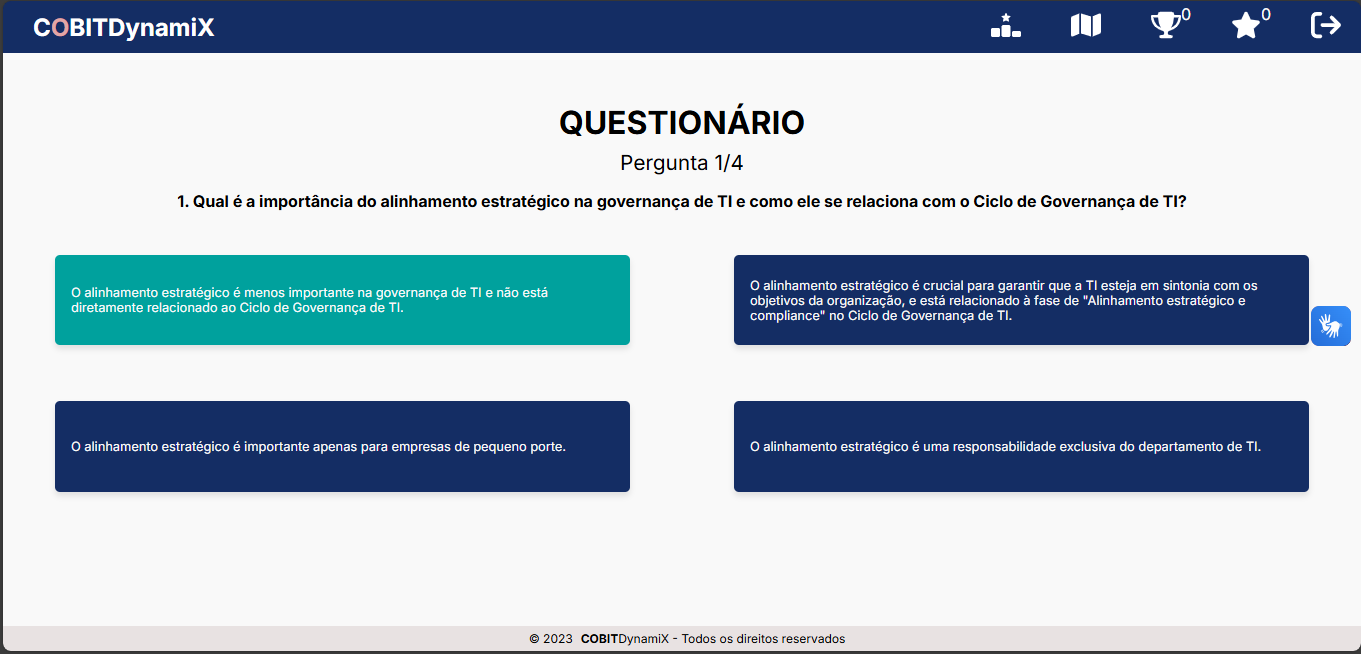 COBITDynamiX
0
0
QUESTIONÁRIO
Pergunta 1/4
1. Qual é a importância do alinhamento estratégico na governança de TI e como ele se relaciona com o Ciclo de Governança de TI?
O alinhamento estratégico é menos importante na governança de TI e não está
diretamente relacionado ao Ciclo de Governança de TI.
O alinhamento estratégico é crucial para garantir que a TI esteja em sintonia com os
objetivos da organização, e está relacionado à fase de "Alinhamento estratégico e
compliance" no Ciclo de Governança de TI.
O alinhamento estratégico é importante apenas para empresas de pequeno porte.
O alinhamento estratégico é uma responsabilidade exclusiva do departamento de TI.
© 2023 COBITDynamiX - Todos os direitos reservados